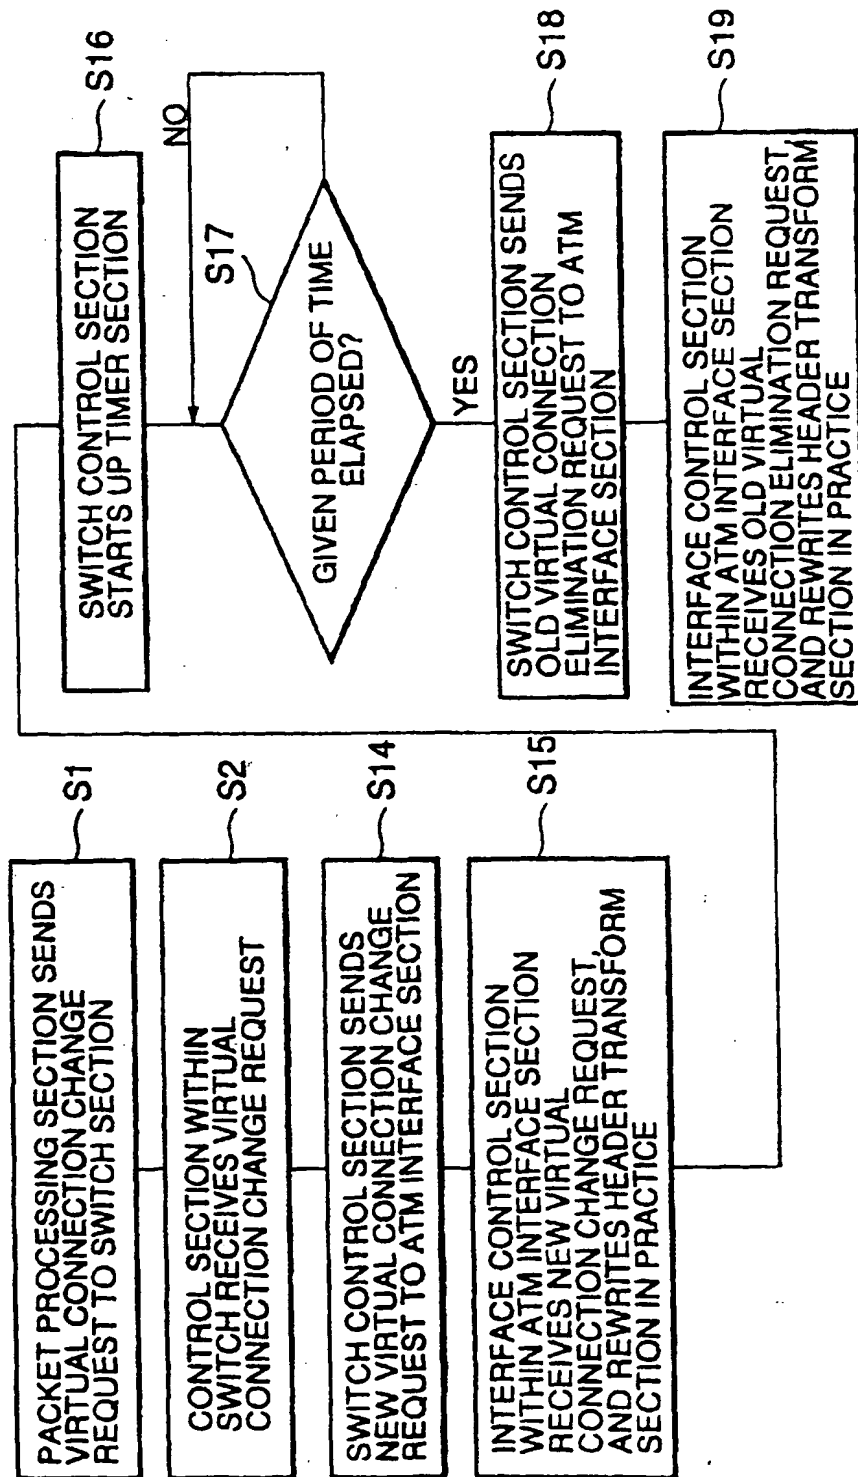 PACKET PROCESSING SECTION SENDS
VIRTUAL CONNECTION CHANGE
REQUEST TO SWITCH SECTION
S1
CONTROL SECTION WITHIN
SWITCH RECEIVES VIRTUAL
CONNECTION CHANGE REQUEST
S2
SWITCH CONTROL SECTION SENDS
NEW VIRTUAL CONNECTION CHANGE
REQUEST TO ATM INTERFACE SECTION
S14
INTERFACE CONTROL SECTION
WITHIN ATM INTERFACE SECTION
RECEIVES NEW VIRTUAL
CONNECTION CHANGE REQUEST,
AND REWRITES HEADER TRANSFORM
SECTION IN PRACTICE
S15
SWITCH CONTROL SECTION
STARTS UP TIMER SECTION
S16
NO
S17
GIVEN PERIOD OF TIME
ELAPSED?
YES
SWITCH CONTROL SECTION SENDS
OLD VIRTUAL CONNECTION
ELIMINATION REQUEST TO ATM
INTERFACE SECTION
S18
INTERFACE CONTROL SECTION
WITHIN ATM INTERFACE SECTION
RECEIVES OLD VIRTUAL
CONNECTION ELIMINATION REQUEST,
AND REWRITES HEADER TRANSFORM
SECTION IN PRACTICE
S19